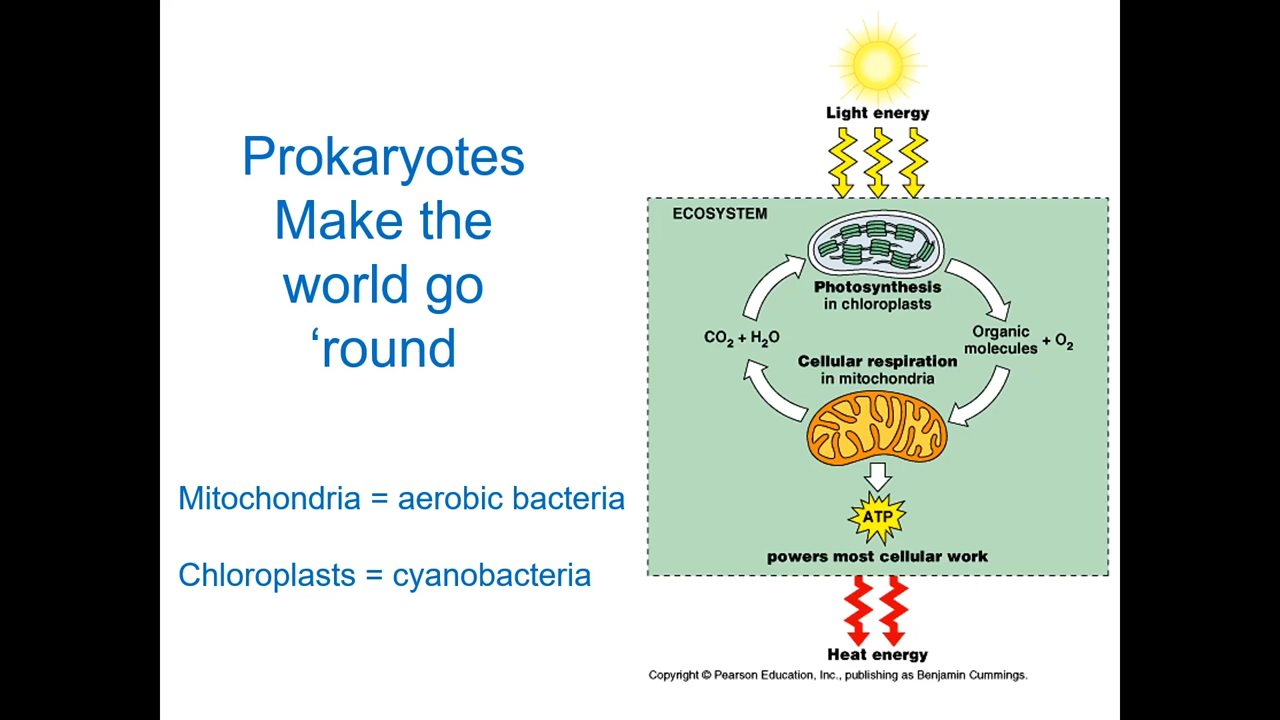 Prokaryotes
Make the
world go
‘round
Mitochondria = aerobic bacteria
Chloroplasts = cyanobacteria
Light energy
ECOSYSTEM
Photosynthesis
in chloroplasts
CO₂ + H₂O
Organic
molecules + O₂
Cellular respiration
in mitochondria
ATP
powers most cellular work
Heat energy
Copyright © Pearson Education, Inc., publishing as Benjamin Cummings.